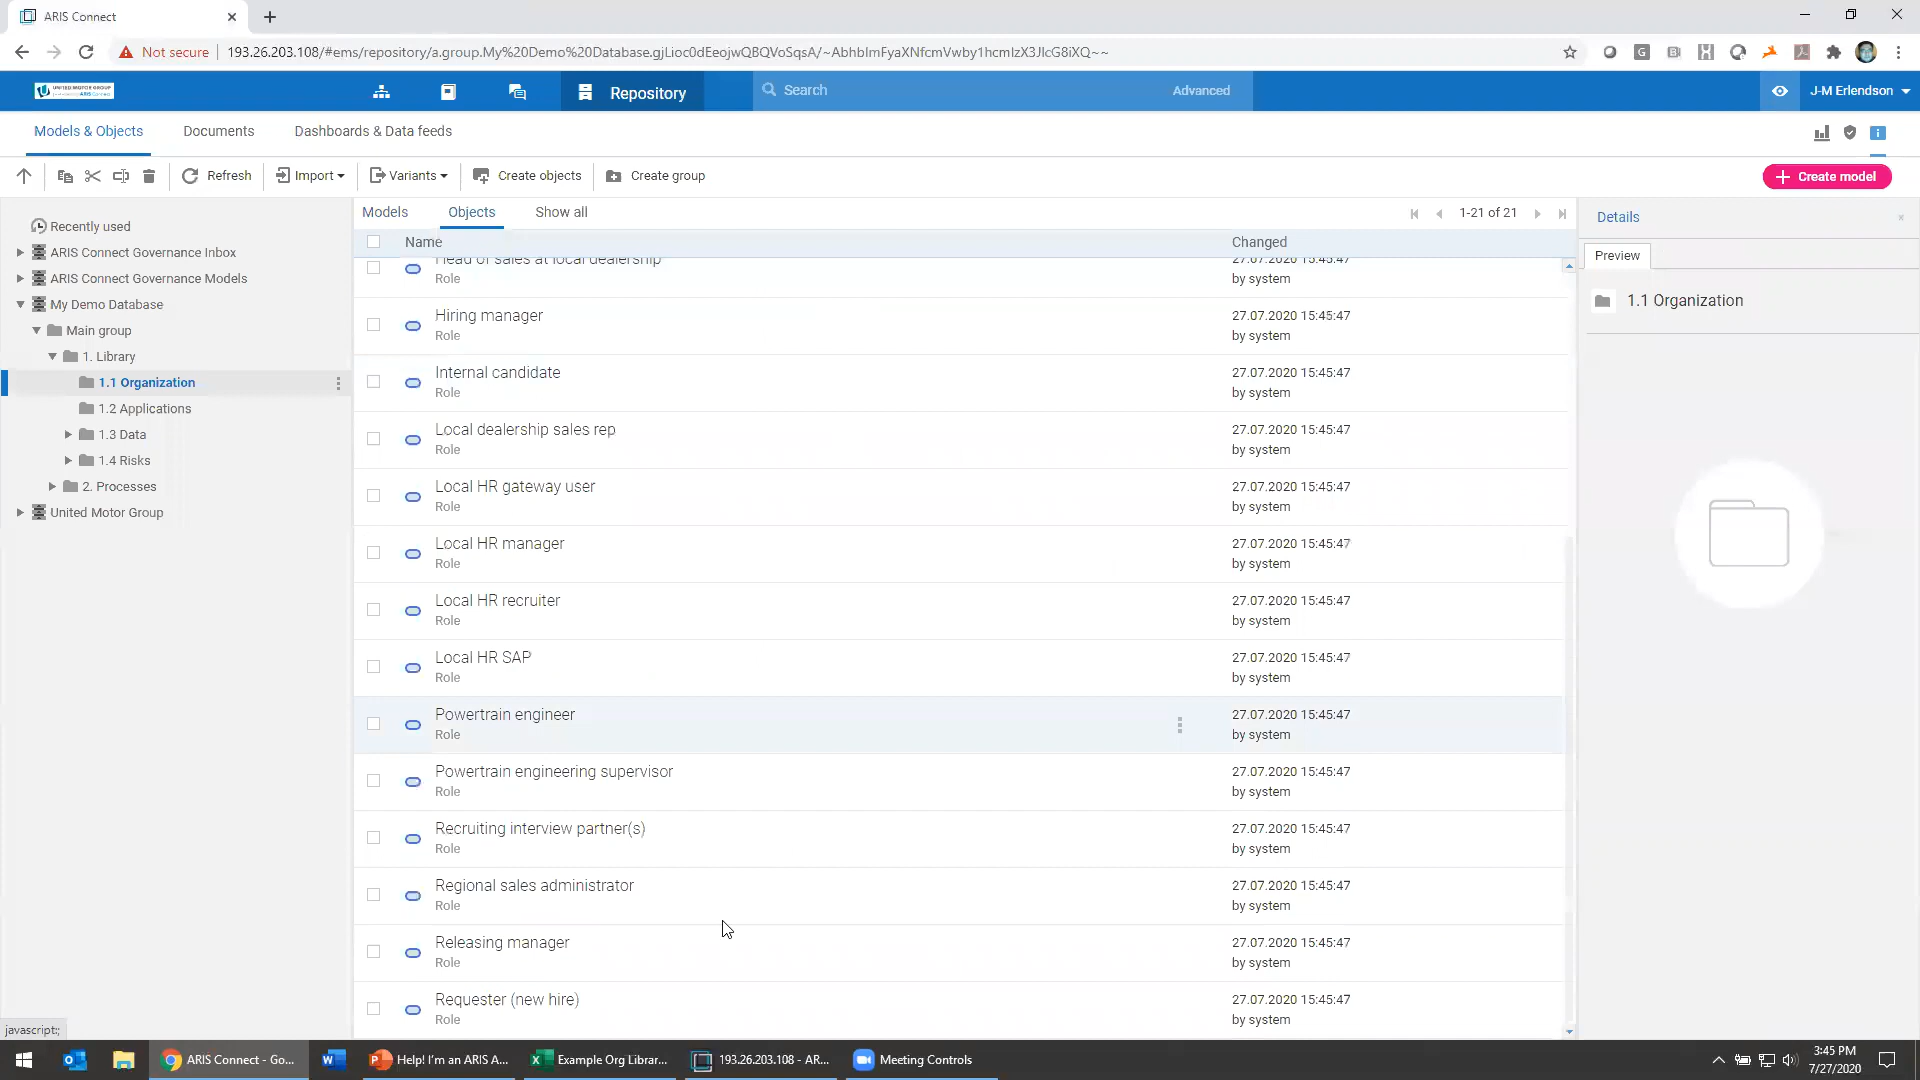 ARIS Connect
Not secure
193.26.203.108/#ems/repository/a.group.My%20Demo%20Database.gjLioc0dEeojwQBQVoSqsA/~AbhbImFyaXNfcmVwby1hcmIzX3JlcG8iXQ~~
UNITED MOTOR GROUP
Repository
Search
Advanced
J-M Erlendson
Models & Objects
Documents
Dashboards & Data feeds
Refresh
Import
Variants
Create objects
Create group
Create model
Recently used
ARIS Connect Governance Inbox
ARIS Connect Governance Models
My Demo Database
Main group
1. Library
1.1 Organization
1.2 Applications
1.3 Data
1.4 Risks
2. Processes
United Motor Group
Models
Objects
Show all
1-21 of 21
Name
Changed
Head of sales at local dealership
27.07.2020 15:45:47
Role
by system
Hiring manager
27.07.2020 15:45:47
Role
by system
Internal candidate
27.07.2020 15:45:47
Role
by system
Local dealership sales rep
27.07.2020 15:45:47
Role
by system
Local HR gateway user
27.07.2020 15:45:47
Role
by system
Local HR manager
27.07.2020 15:45:47
Role
by system
Local HR recruiter
27.07.2020 15:45:47
Role
by system
Local HR SAP
27.07.2020 15:45:47
Role
by system
Powertrain engineer
27.07.2020 15:45:47
Role
by system
Powertrain engineering supervisor
27.07.2020 15:45:47
Role
by system
Recruiting interview partner(s)
27.07.2020 15:45:47
Role
by system
Regional sales administrator
27.07.2020 15:45:47
Role
by system
Releasing manager
27.07.2020 15:45:47
Role
by system
Requester (new hire)
27.07.2020 15:45:47
Role
by system
Details
Preview
1.1 Organization
javascript:;
ARIS Connect - Go...
Help! I'm an ARIS A...
Example Org Librar...
193.26.203.108 - AR...
Meeting Controls
3:45 PM
7/27/2020